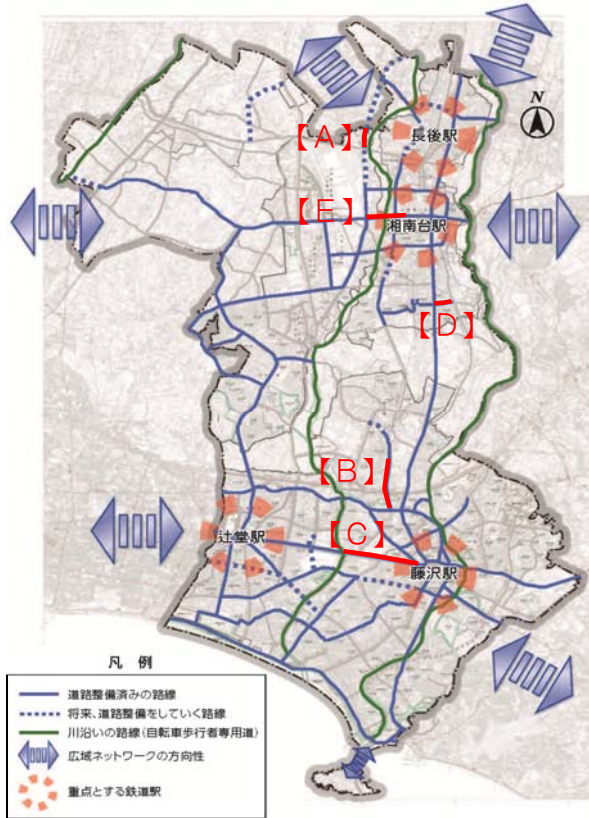 N
【A】
長後駅
【E】
湘南台駅
【D】
【B】
辻堂駅
【C】
藤沢駅
凡 例
道路整備済みの路線
将来、道路整備をしていく路線
川沿いの路線(自転車歩行者専用道)
広域ネットワークの方向性
重点とする鉄道駅